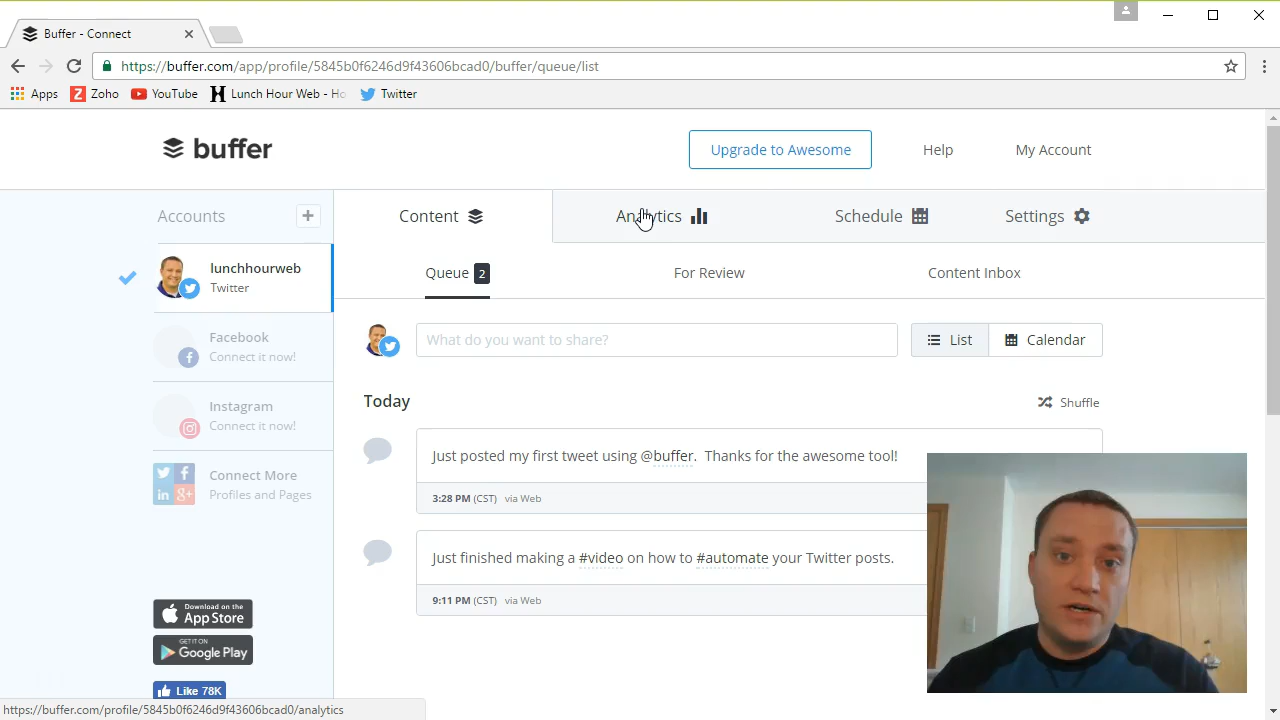 Buffer - Connect
https://buffer.com/app/profile/5845b0f6246d9f43606bcad0/buffer/queue/list
Apps Zoho YouTube Lunch Hour Web - Ho Twitter
buffer
Upgrade to Awesome Help My Account
Accounts + Content Analytics Schedule Settings
lunchhourweb
Twitter
Queue 2 For Review Content Inbox
Facebook
Connect it now!
What do you want to share? List Calendar
Instagram
Connect it now!
Today Shuffle
Just posted my first tweet using @buffer. Thanks for the awesome tool!
3:28 PM (CST) via Web
Connect More
Profiles and Pages
Just finished making a #video on how to #automate your Twitter posts.
9:11 PM (CST) via Web
Download on the
App Store
GET IT ON
Google Play
Like 78K
https://buffer.com/profile/5845b0f6246d9f43606bcad0/analytics